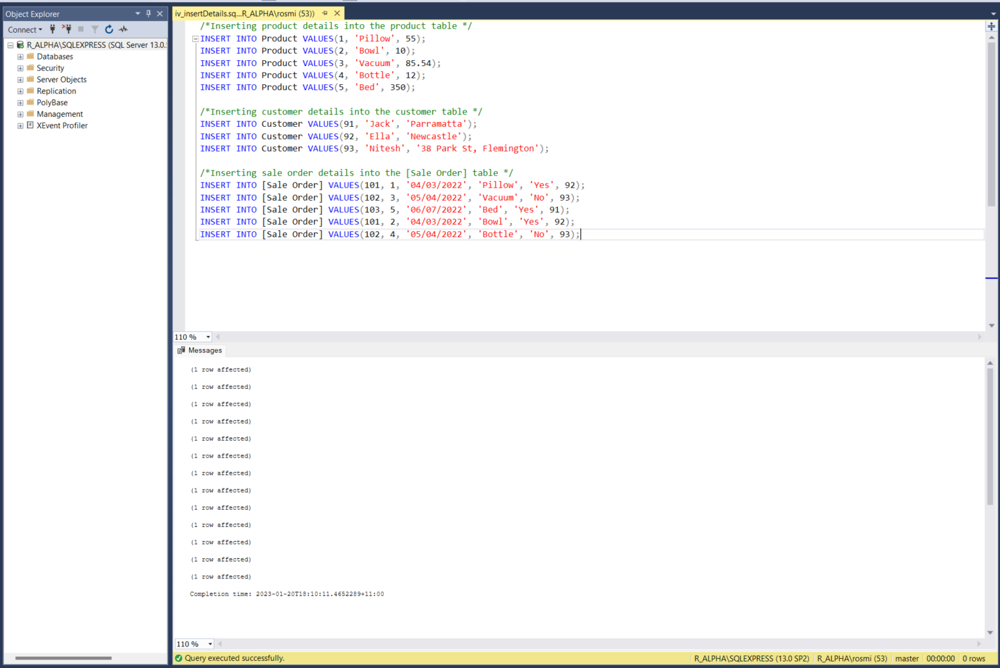 Object Explorer
Connect
R_ALPHA\SQLEXPRESS (SQL Server 13.0.
Databases
Security
Server Objects
Replication
PolyBase
Management
XEvent Profiler
iv_insertDetails.sq...R_ALPHA\rosmi (53))
/*Inserting product details into the product table */
INSERT INTO Product VALUES(1, 'Pillow', 55);
INSERT INTO Product VALUES(2, 'Bowl', 10);
INSERT INTO Product VALUES(3, 'Vacuum', 85.54);
INSERT INTO Product VALUES(4, 'Bottle', 12);
INSERT INTO Product VALUES(5, 'Bed', 350);
/*Inserting customer details into the customer table */
INSERT INTO Customer VALUES(91, 'Jack', 'Parramatta');
INSERT INTO Customer VALUES(92, 'Ella', 'Newcastle');
INSERT INTO Customer VALUES(93, 'Nitesh', '38 Park St, Flemington');
/*Inserting sale order details into the [Sale Order] table */
INSERT INTO [Sale Order] VALUES(101, 1, '04/03/2022', 'Pillow', 'Yes', 92);
INSERT INTO [Sale Order] VALUES(102, 3, '05/04/2022', 'Vacuum', 'No', 93);
INSERT INTO [Sale Order] VALUES(103, 5, '06/07/2022', 'Bed', 'Yes', 91);
INSERT INTO [Sale Order] VALUES(101, 2, '04/03/2022', 'Bowl', 'Yes', 92);
INSERT INTO [Sale Order] VALUES(102, 4, '05/04/2022', 'Bottle', 'No', 93);
110 %
Messages
(1 row affected)
(1 row affected)
(1 row affected)
(1 row affected)
(1 row affected)
(1 row affected)
(1 row affected)
(1 row affected)
(1 row affected)
(1 row affected)
(1 row affected)
(1 row affected)
(1 row affected)
Completion time: 2023-01-20T18:10:11.4652289+11:00
110 %
Query executed successfully.
R_ALPHA\SQLEXPRESS (13.0 SP2)
R_ALPHA\rosmi (53)
master
00:00:00
0 rows